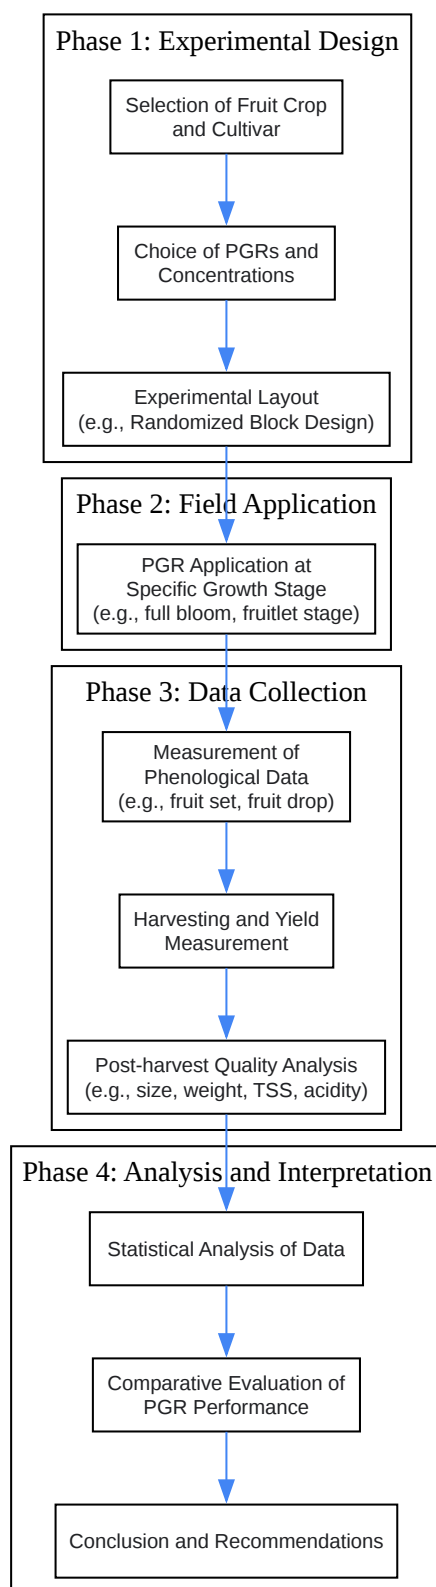 Phase 1: Experimental Design
Selection of Fruit Crop
and Cultivar
Choice of PGRs and
Concentrations
Experimental Layout
(e.g., Randomized Block Design)
Phase 2: Field Application
PGR Application at
Specific Growth Stage
(e.g., full bloom, fruitlet stage)
Phase 3: Data Collection
Measurement of
Phenological Data
(e.g., fruit set, fruit drop)
Harvesting and Yield
Measurement
Post-harvest Quality Analysis
(e.g., size, weight, TSS, acidity)
Phase 4: Analysis and Interpretation
Statistical Analysis of Data
Comparative Evaluation of
PGR Performance
Conclusion and Recommendations